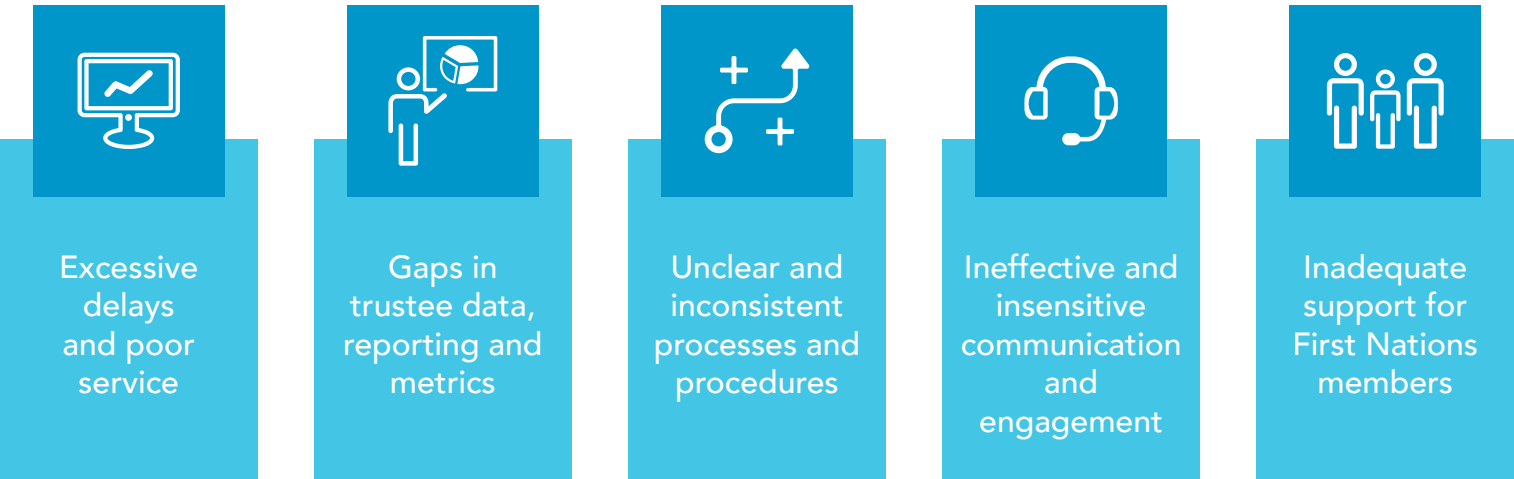 Excessive
delays
and poor
service
Gaps in
trustee data,
reporting and
metrics
Unclear and
inconsistent
processes and
procedures
Ineffective and
insensitive
communication
and
engagement
Inadequate
support for
First Nations
members